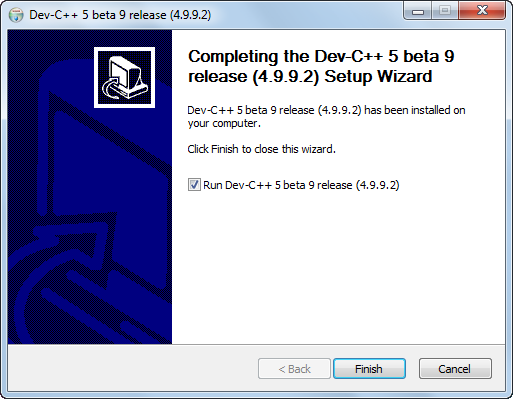 Dev-C++ 5 beta 9 release (4.9.9.2)
Completing the Dev-C++ 5 beta 9
release (4.9.9.2) Setup Wizard
Dev-C++ 5 beta 9 release (4.9.9.2) has been installed on
your computer.
Click Finish to close this wizard.
Run Dev-C++ 5 beta 9 release (4.9.9.2)
< Back
Finish
Cancel